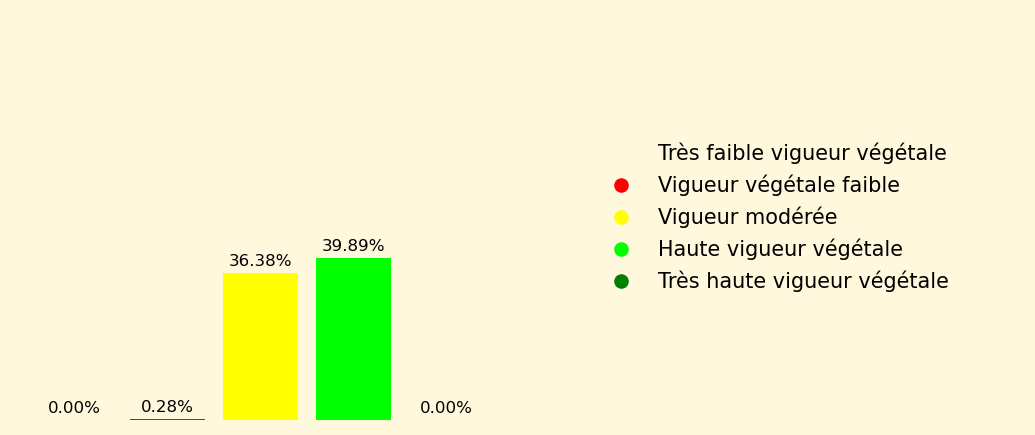 0.00%
0.28%
36.38%
39.89%
0.00%
Très faible vigueur végétale
Vigueur végétale faible
Vigueur modérée
Haute vigueur végétale
Très haute vigueur végétale